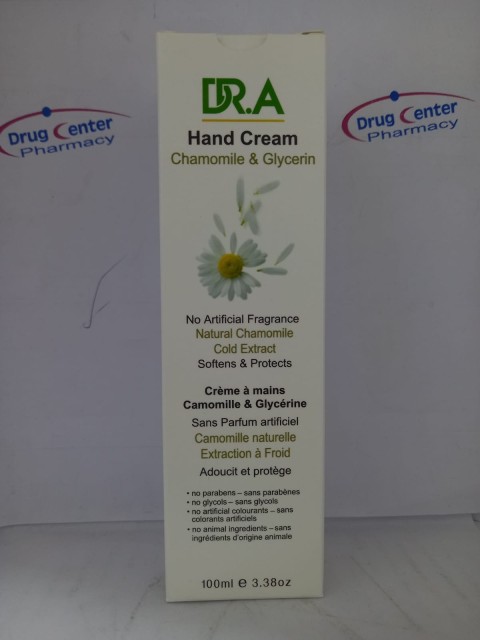 DR.A
Hand Cream
Chamomile & Glycerin
No Artificial Fragrance
Natural Chamomile
Cold Extract
Softens & Protects
Crème à mains
Camomille & Glycérine
Sans Parfum artificiel
Camomille naturelle
Extraction à Froid
Adoucit et protège
• no parabens – sans parabènes
• no glycols – sans glycols
• no artificial colourants – sans
colorants artificiels
• no animal ingredients – sans
ingrédients d'origine animale
100ml e 3.38oz
Drug Center
Pharmacy
Drug Center
Pharmacy